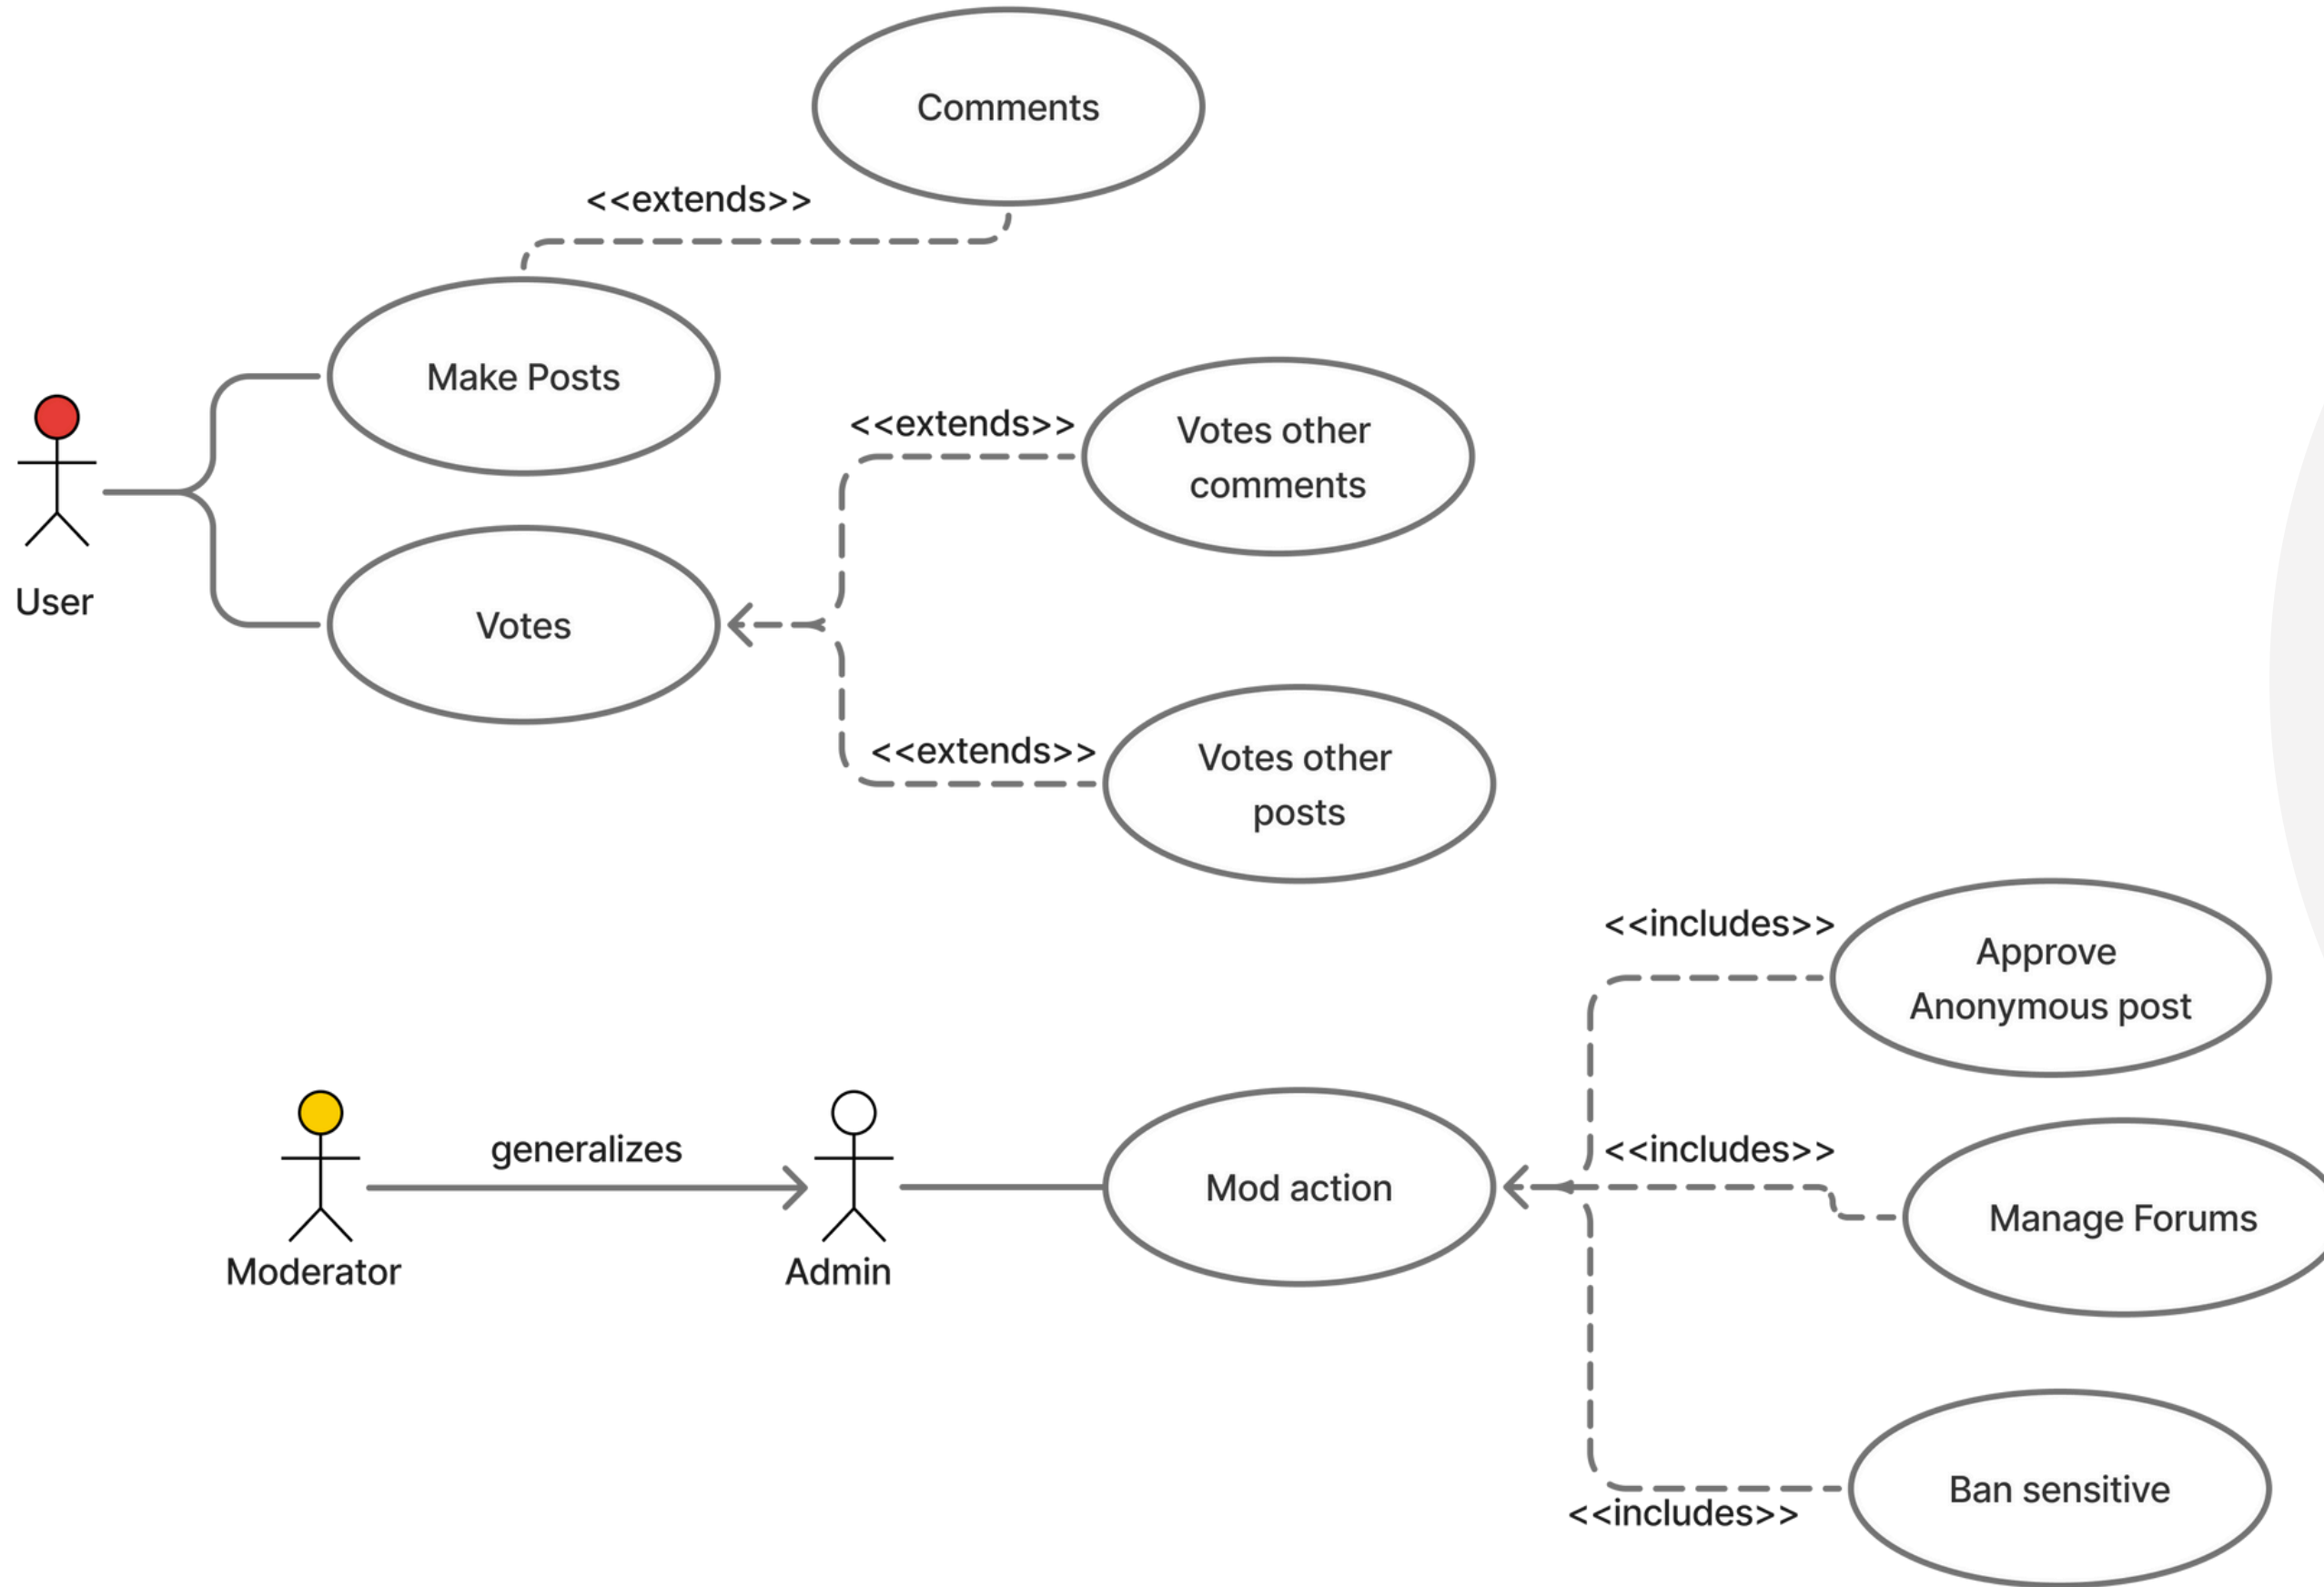 Comments
<<extends>>
Make Posts
<<extends>>
Votes other
comments
User
Votes
<<extends>>
Votes other
posts
<<includes>>
Approve
Anonymous post
generalizes
<<includes>>
Mod action
Manage Forums
Moderator
Admin
Ban sensitive
<<includes>>